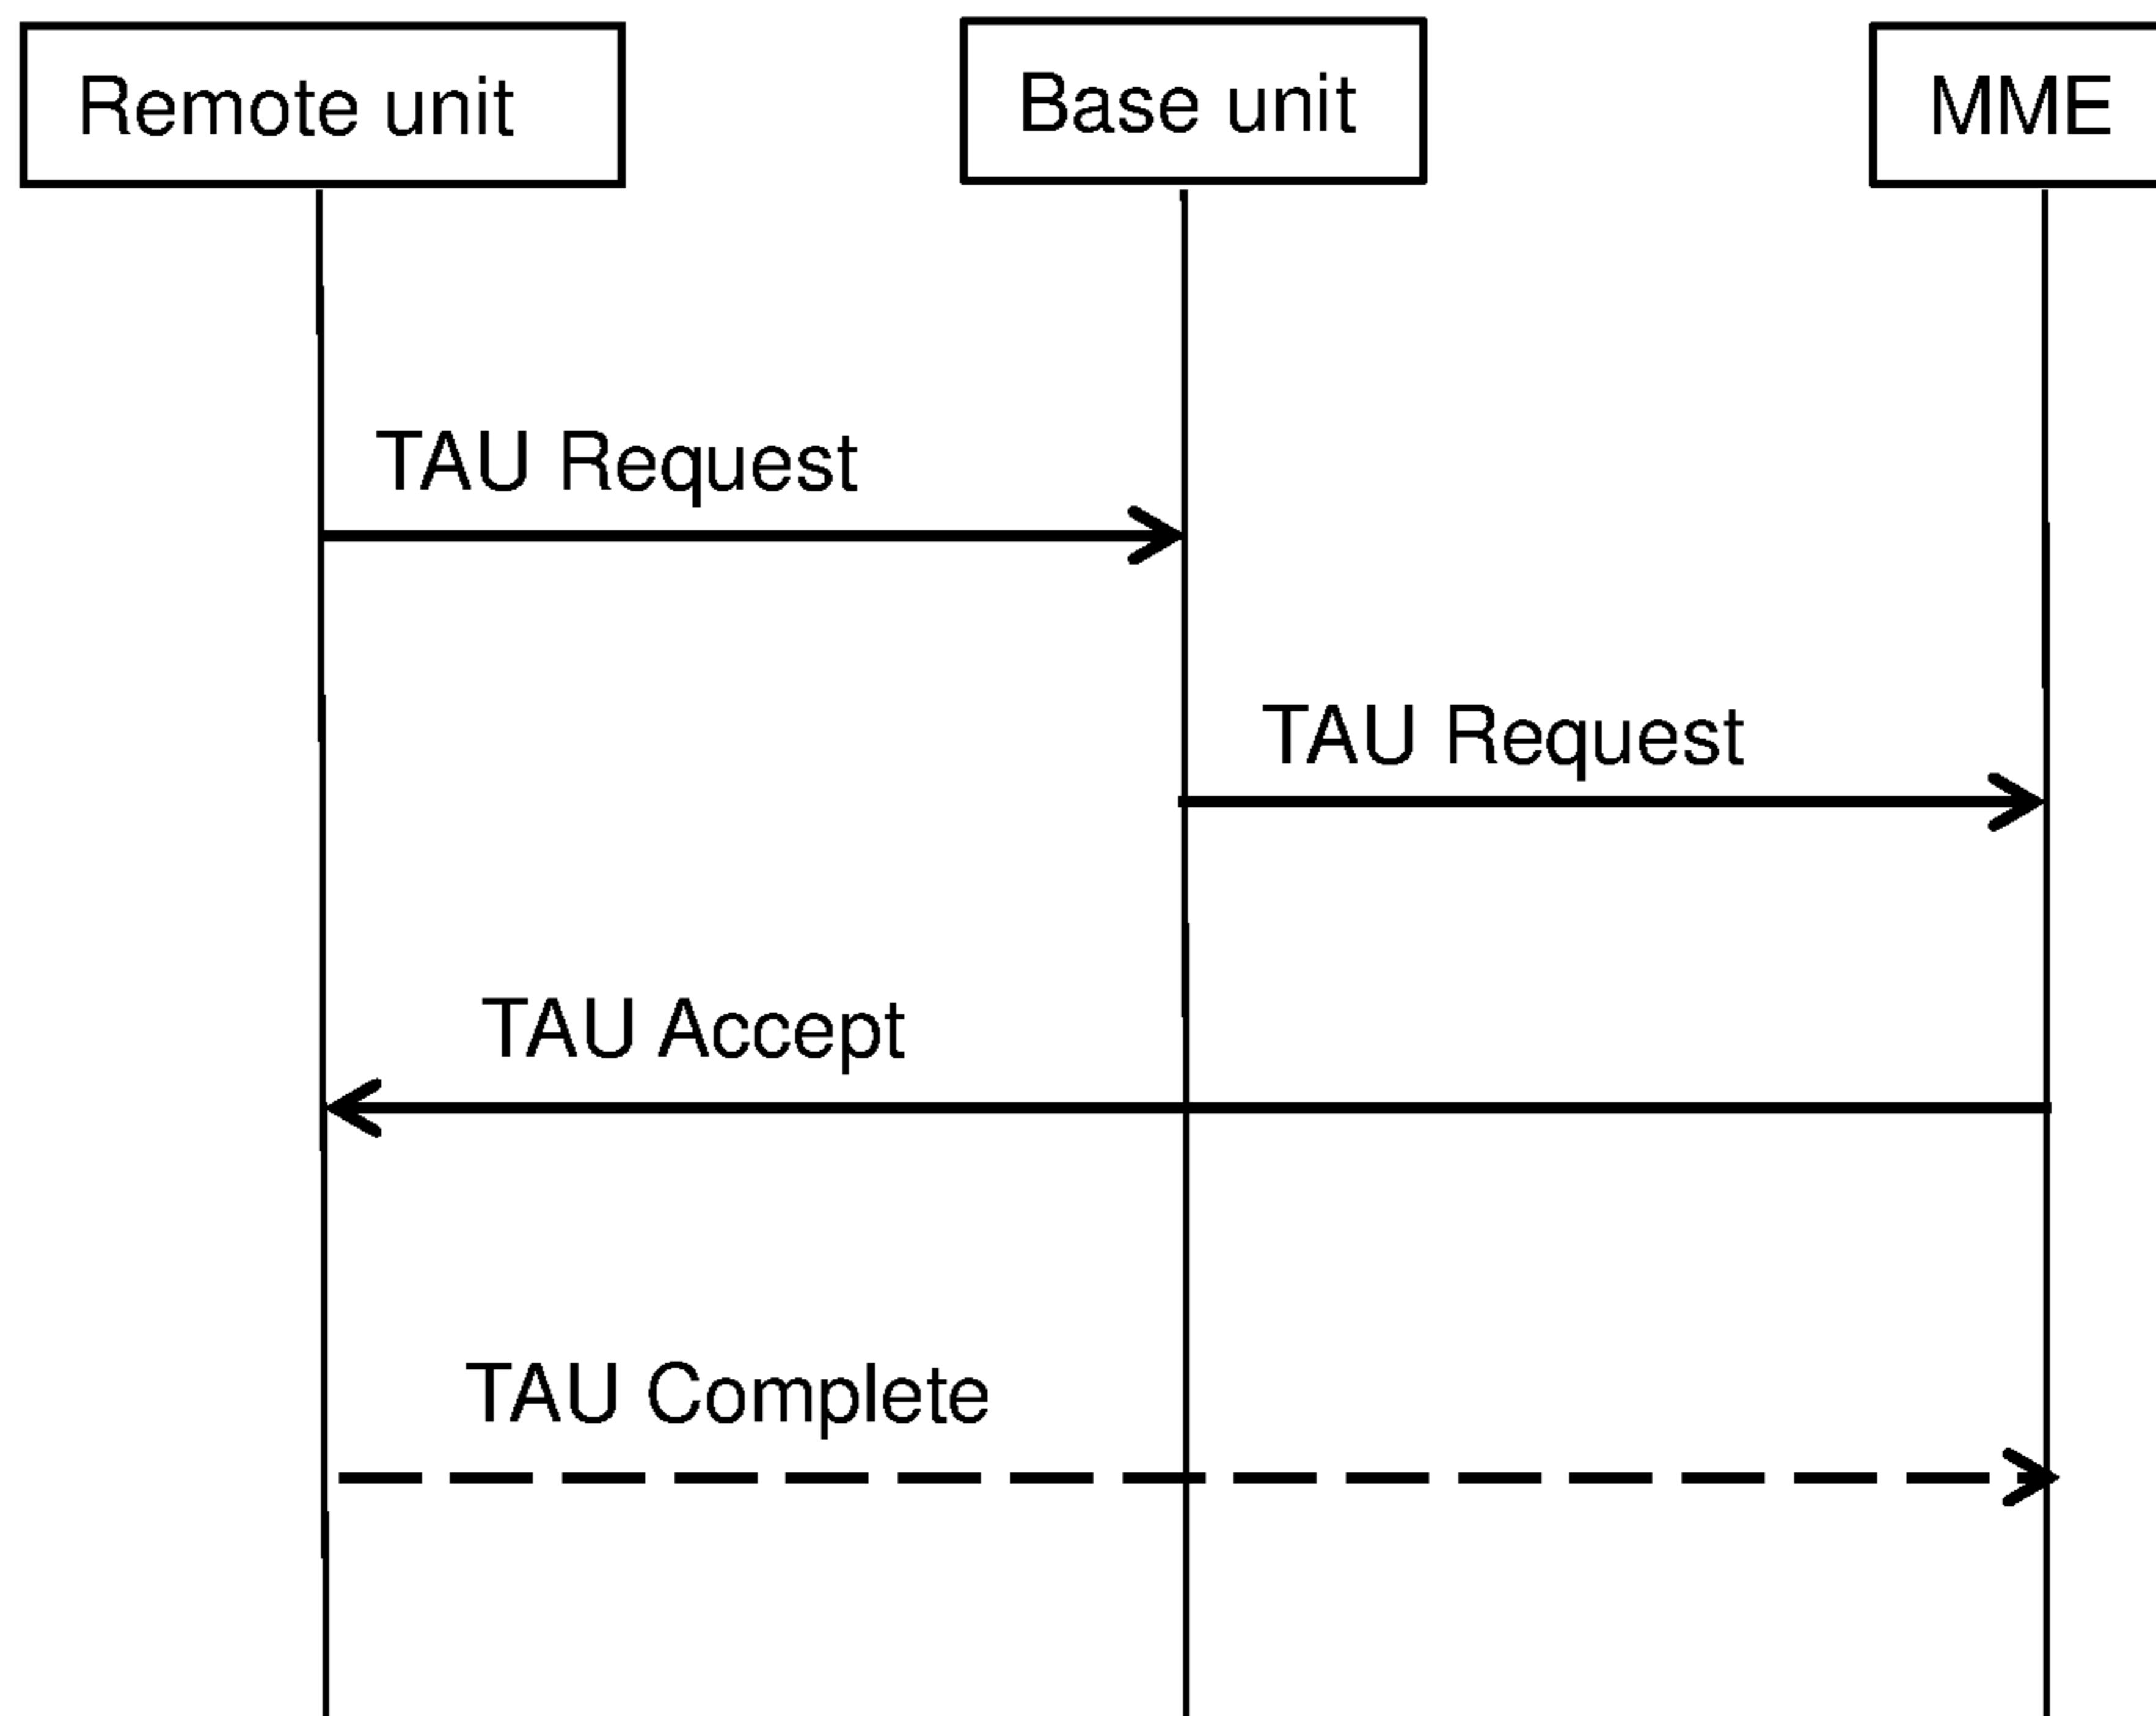 Remote unit
Base unit
MME
TAU Request
TAU Request
TAU Accept
TAU Complete